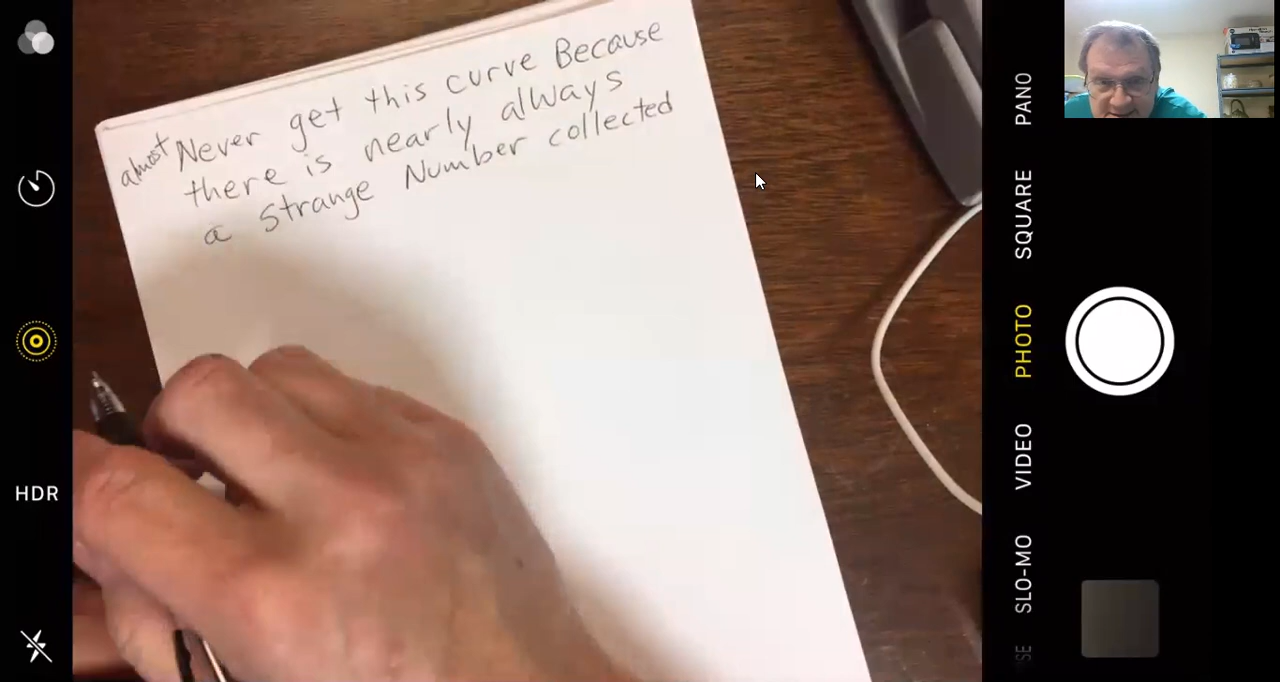 almost Never get this curve Because
there is nearly always
a strange Number collected
HDR
PANO
SQUARE
PHOTO
VIDEO
SLO-MO
SE